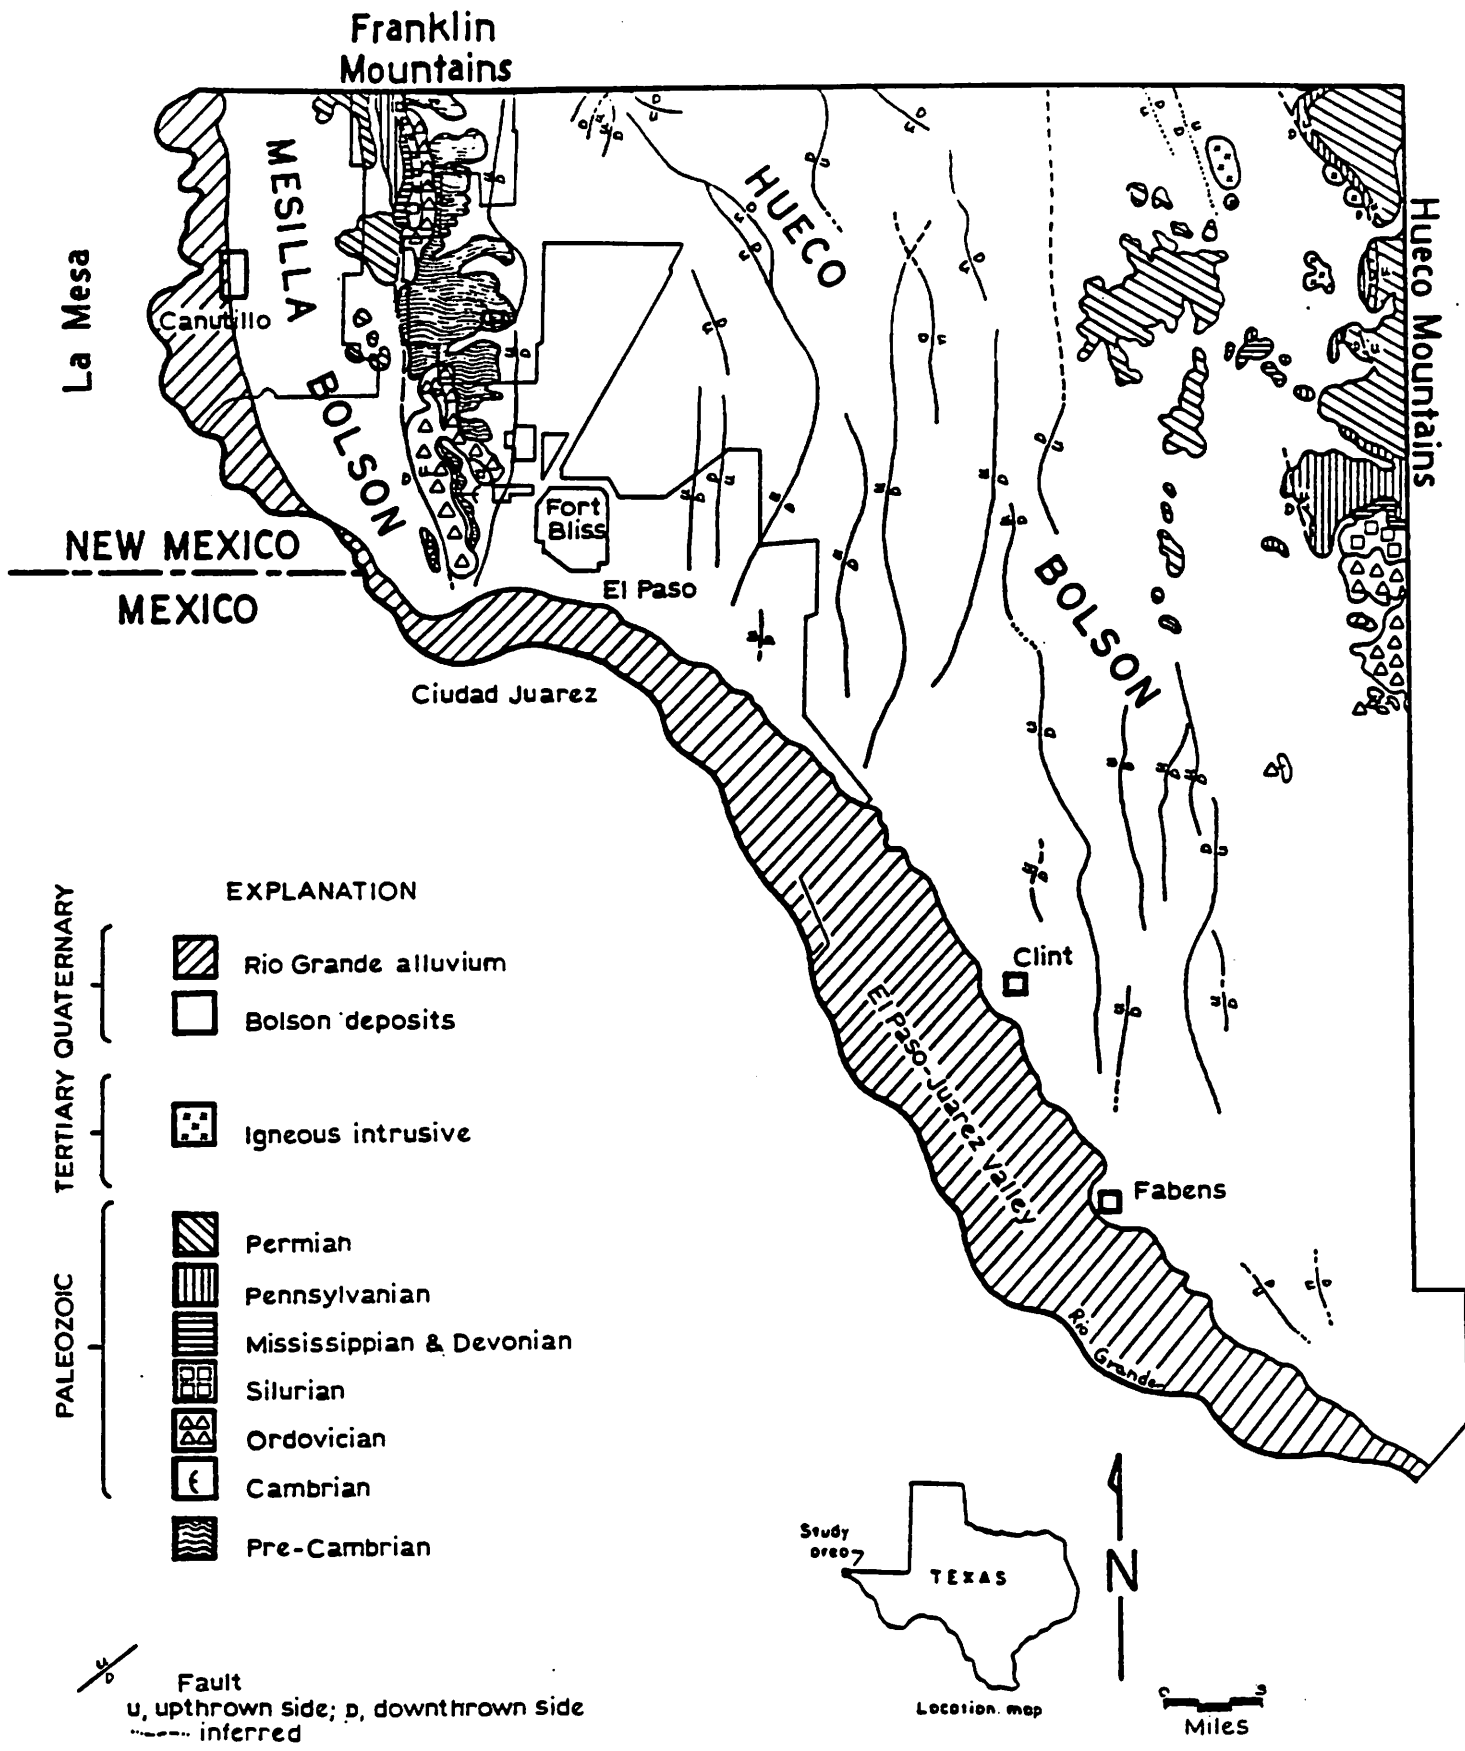 Franklin
Mountains
MESILLA
BOLSON
HUECO
BOLSON
La Mesa
Canutillo
Hueco Mountains
NEW MEXICO
MEXICO
Fort
Bliss
El Paso
Ciudad Juarez
Clint
El Paso-Juarez Valley
Fabens
Rio
Grande
EXPLANATION
QUATERNARY
Rio Grande alluvium
Bolson deposits
TERTIARY
Igneous intrusive
PALEOZOIC
Permian
Pennsylvanian
Mississippian & Devonian
Silurian
Ordovician
Cambrian
Pre-Cambrian
U
D
Fault
U, upthrown side; D, downthrown side
inferred
Study
area
TEXAS
Location map
N
Miles